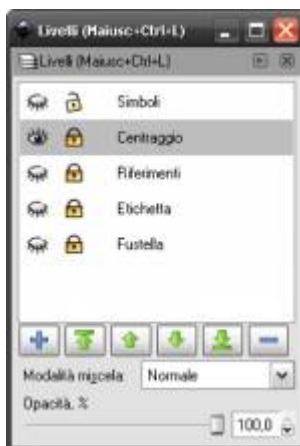 Livelli (Maiusc+Ctrl+L)
Livelli (Maiusc+Ctrl+L)
Simboli
Centraggio
Riferimenti
Etichetta
Fustella
Modalità miscela: Normale
Opacità, % 
100,0